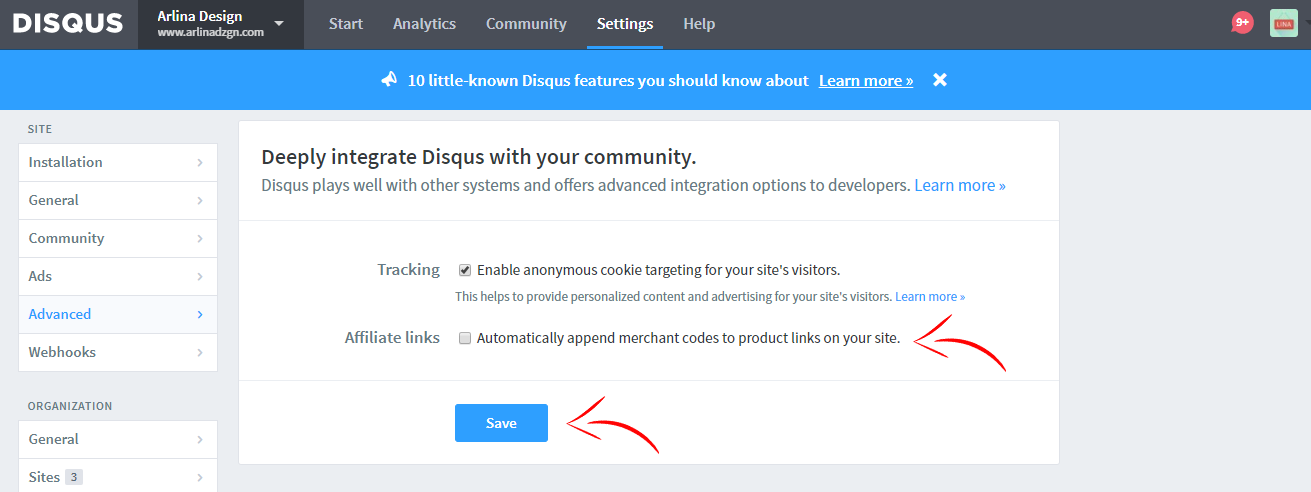 DISQUS
Arlina Design
www.arlinadzgn.com
Start
Analytics
Community
Settings
Help
9+
LINA
10 little-known Disqus features you should know about Learn more »
SITE
Installation
General
Community
Ads
Advanced
Webhooks
ORGANIZATION
General
Sites 3
Deeply integrate Disqus with your community.
Disqus plays well with other systems and offers advanced integration options to developers. Learn more »
Tracking
Enable anonymous cookie targeting for your site's visitors.
This helps to provide personalized content and advertising for your site's visitors. Learn more »
Affiliate links
Automatically append merchant codes to product links on your site.
Save